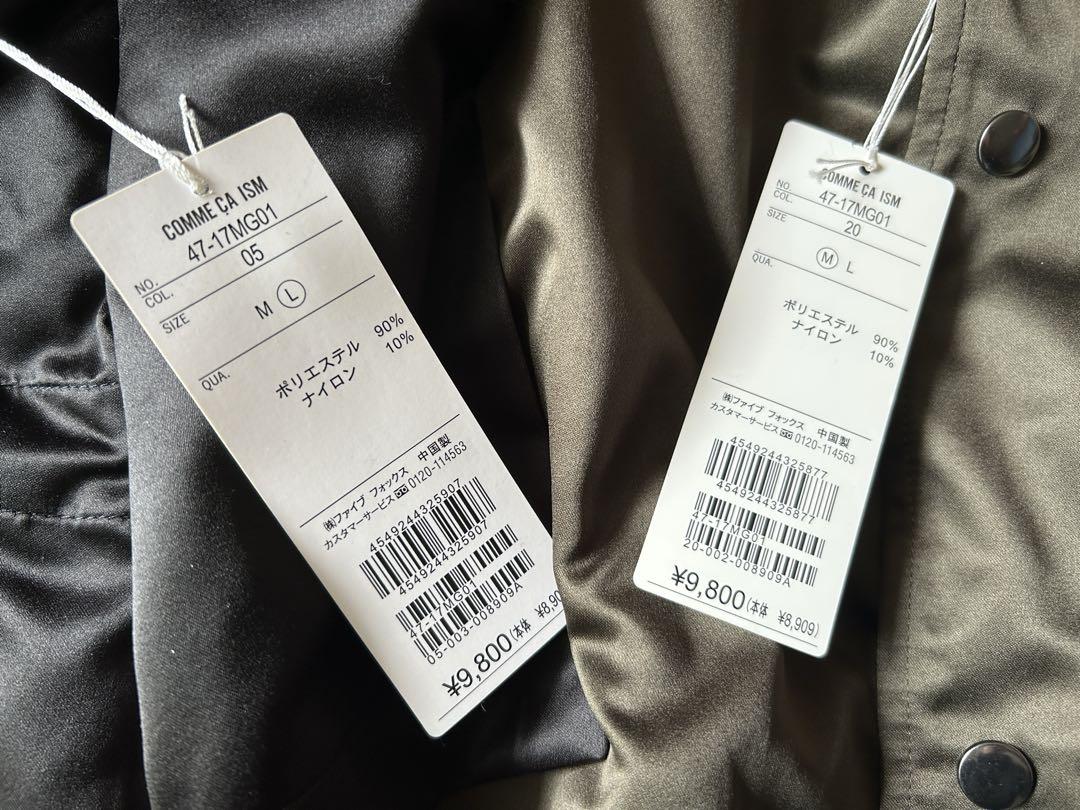 COMME ÇA ISM
NO. 47-17MG01
COL. 05
SIZE M L
QUA.
ポリエステル 90%
ナイロン 10%
㈱ファイブ フォックス 中国製
カスタマーサービス 0120-114563
4549244325907
4549244325907
47-17MG01
05-003-008909A
¥9,800(本体 ¥8,90
COMME ÇA ISM
NO. 47-17MG01
COL. 20
SIZE M L
QUA.
ポリエステル 90%
ナイロン 10%
㈱ファイブ フォックス 中国製
カスタマーサービス 0120-114563
4549244325877
4549244325877
47-17MG01
20-002-008909A
¥9,800(本体 ¥8,909)